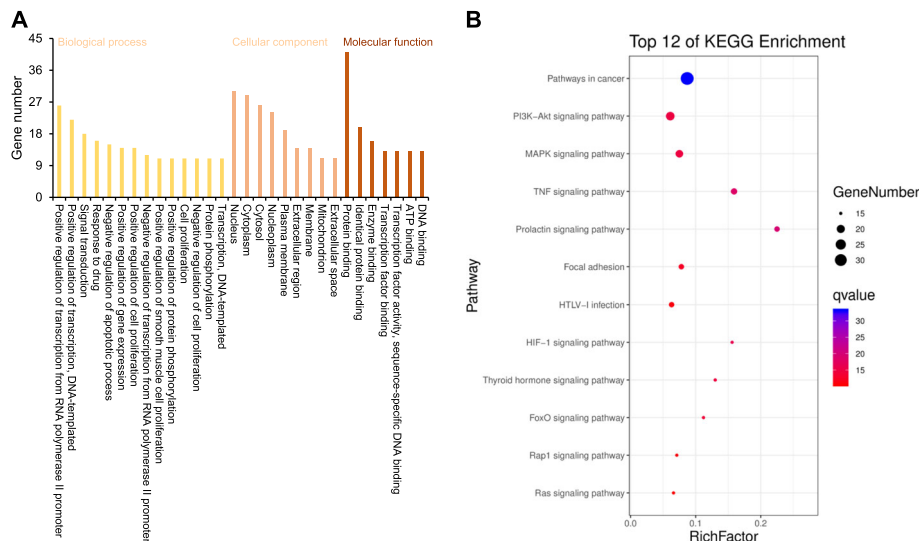 A
Biological process
Cellular component
Molecular function
Gene number
45
36
27
18
9
0
Positive regulation of transcription from RNA polymerase II promoter
Positive regulation of transcription, DNA-templated
Signal transduction
Response to drug
Negative regulation of apoptotic process
Positive regulation of gene expression
Positive regulation of cell proliferation
Negative regulation of transcription from RNA polymerase II promoter
Positive regulation of smooth muscle cell proliferation
Positive regulation of protein phosphorylation
Cell proliferation
Negative regulation of cell proliferation
Protein phosphorylation
Transcription, DNA-templated
Nucleus
Cytoplasm
Cytosol
Nucleoplasm
Plasma membrane
Extracellular region
Membrane
Mitochondrion
Extracellular space
Protein binding
Identical protein binding
Enzyme binding
Transcription factor binding
Transcription factor activity, sequence-specific DNA binding
ATP binding
DNA binding
B
Top 12 of KEGG Enrichment
Pathway
Pathways in cancer
PI3K−Akt signaling pathway
MAPK signaling pathway
TNF signaling pathway
Prolactin signaling pathway
Focal adhesion
HTLV−I infection
HIF−1 signaling pathway
Thyroid hormone signaling pathway
FoxO signaling pathway
Rap1 signaling pathway
Ras signaling pathway
0.0
0.1
0.2
RichFactor
GeneNumber
15
20
25
30
qvalue
30
25
20
15